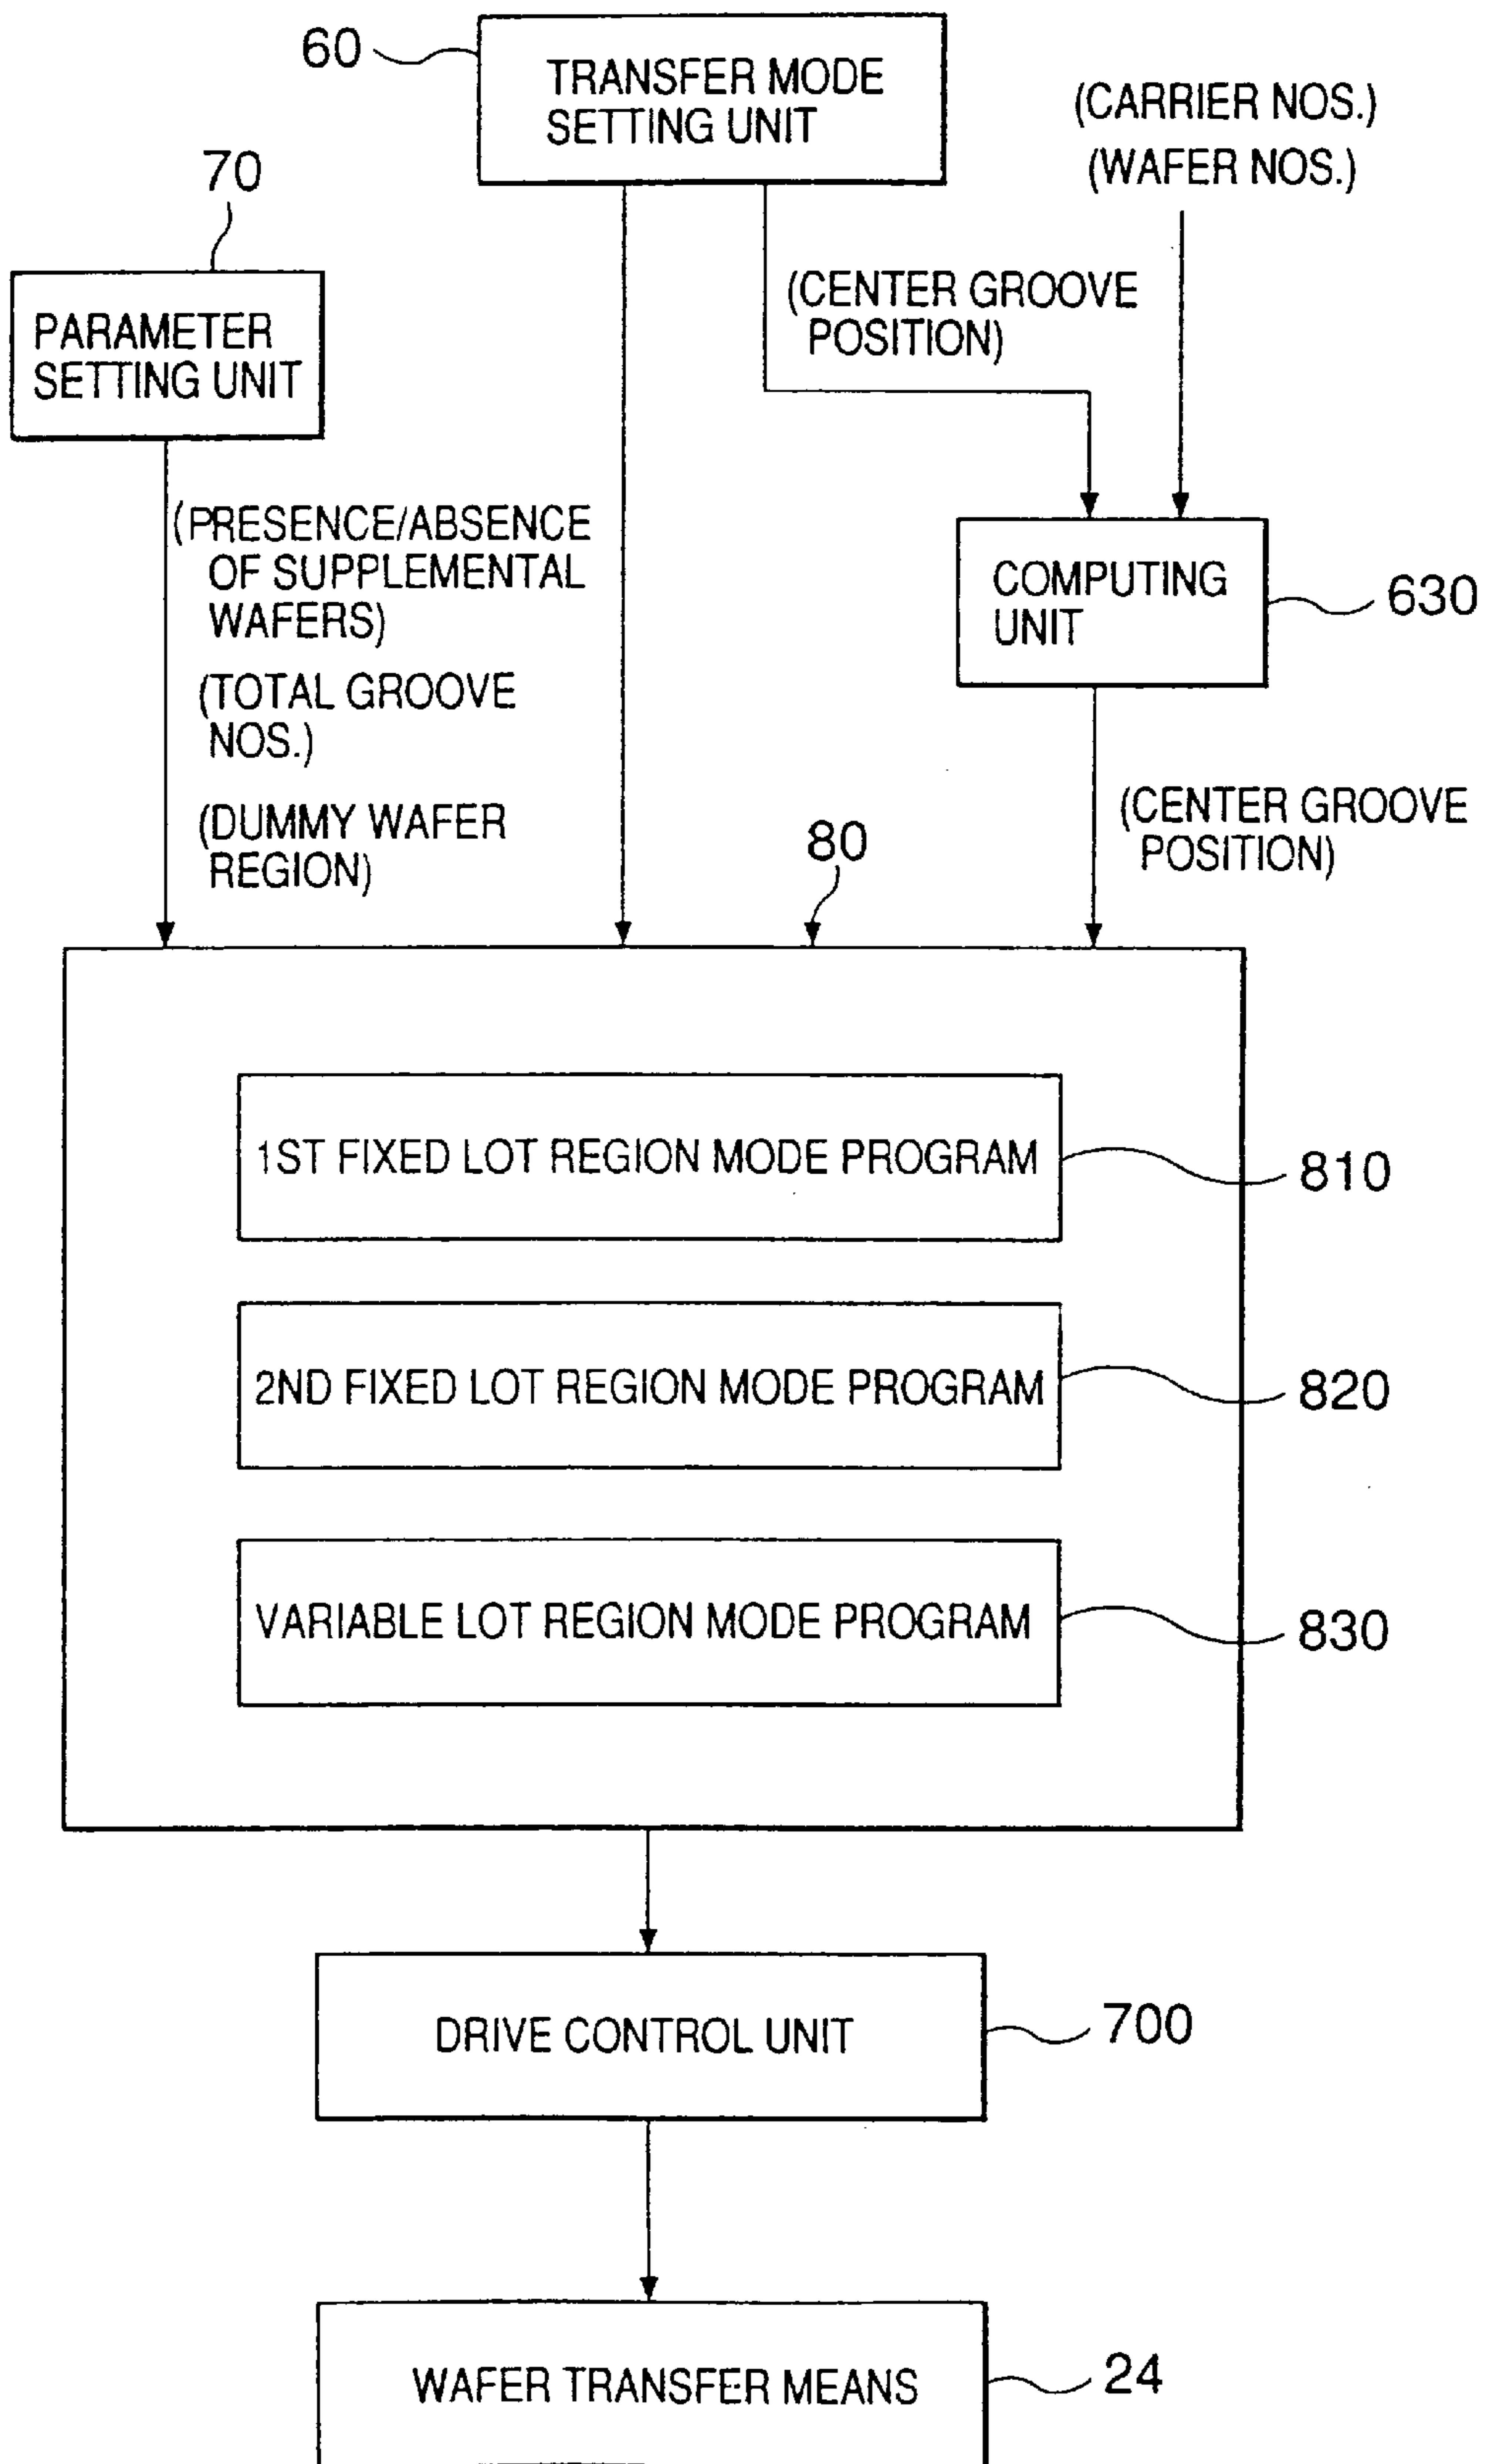 60
TRANSFER MODE
SETTING UNIT
(CARRIER NOS.)
(WAFER NOS.)
70
PARAMETER
SETTING UNIT
(CENTER GROOVE
POSITION)
(PRESENCE/ABSENCE
OF SUPPLEMENTAL
WAFERS)
(TOTAL GROOVE
NOS.)
(DUMMY WAFER
REGION)
COMPUTING
UNIT
630
(CENTER GROOVE
POSITION)
80
1ST FIXED LOT REGION MODE PROGRAM
810
2ND FIXED LOT REGION MODE PROGRAM
820
VARIABLE LOT REGION MODE PROGRAM
830
DRIVE CONTROL UNIT
700
WAFER TRANSFER MEANS
24